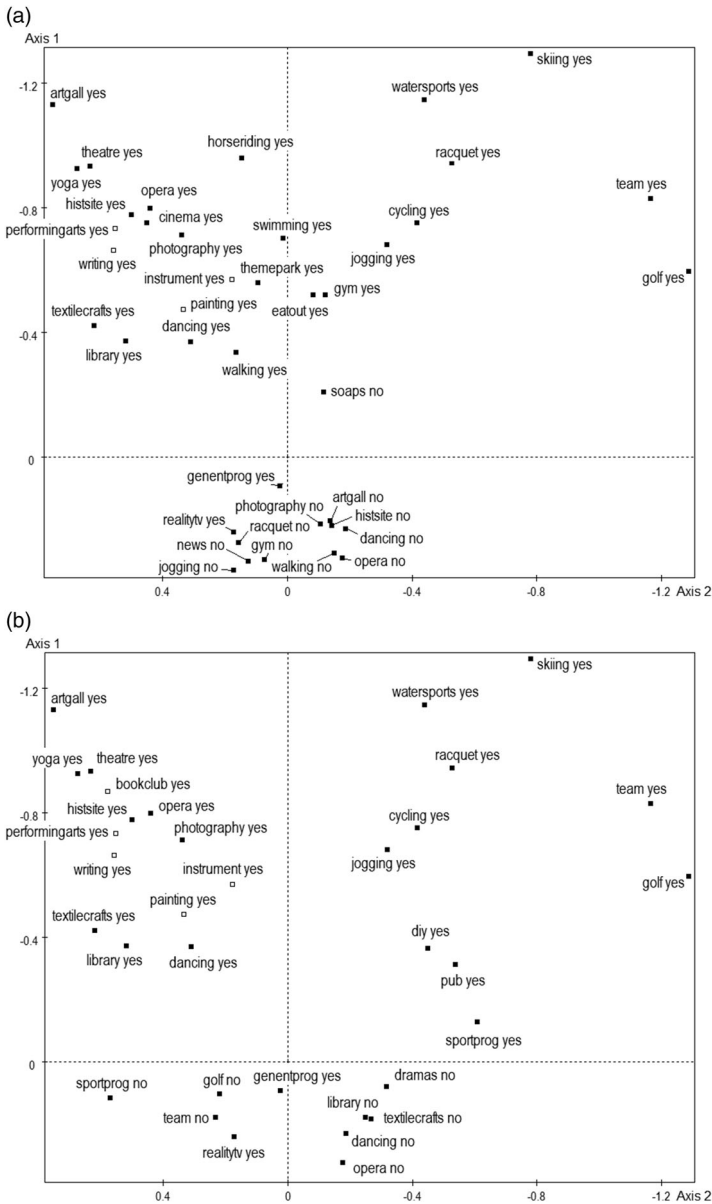 (a)
Axis 1
skiing yes
-1.2
watersports yes
artgall yes
horseriding yes
theatre yes
racquet yes
yoga yes
team yes
opera yes
-0.8
histsite yes
cinema yes
cycling yes
performingarts yes
swimming yes
photography yes
jogging yes
writing yes
themepark yes
instrument yes
golf yes
gym yes
painting yes
eatout yes
textilecrafts yes
dancing yes
-0.4
library yes
walking yes
soaps no
0
genentprog yes
artgall no
photography no
histsite no
realitytv yes
racquet no
dancing no
news no
gym no
walking no
opera no
jogging no
0.4 0 -0.4 -0.8 -1.2 Axis 2
(b)
Axis 1
skiing yes
-1.2
watersports yes
artgall yes
yoga yes
theatre yes
racquet yes
bookclub yes
team yes
-0.8
histsite yes
opera yes
cycling yes
performingarts yes
photography yes
jogging yes
writing yes
instrument yes
golf yes
painting yes
textilecrafts yes
diy yes
-0.4
library yes
dancing yes
pub yes
sportprog yes
0
dramas no
sportprog no
golf no
genentprog yes
library no
team no
textilecrafts no
dancing no
realitytv yes
opera no
0.4 0 -0.4 -0.8 -1.2 Axis 2